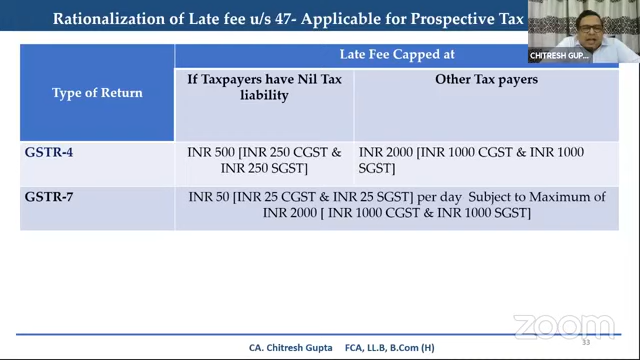 Rationalization of Late fee u/s 47- Applicable for Prospective Tax
CHITRESH GUP...
Type of Return
Late Fee Capped at
If Taxpayers have Nil Tax
liability
Other Tax payers
GSTR-4
INR 500 [INR 250 CGST &
INR 250 SGST]
INR 2000 [INR 1000 CGST & INR 1000
SGST]
GSTR-7
INR 50 [INR 25 CGST & INR 25 SGST] per day Subject to Maximum of
INR 2000 [ INR 1000 CGST & INR 1000 SGST]
zoom
33
CA. Chitresh Gupta FCA, LL.B, B.Com (H)